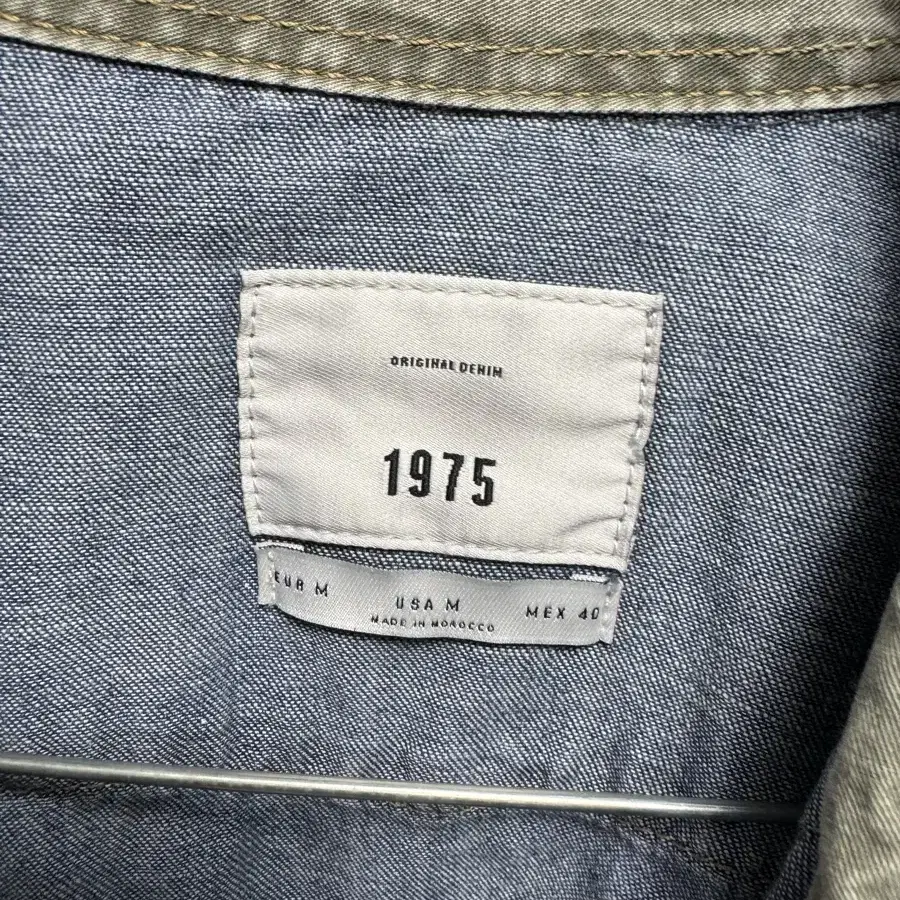 ORIGINAL DENIM
1975
EUR M USA M MEX 40
MADE IN MOROCCO